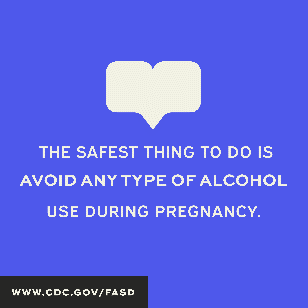 THE SAFEST THING TO DO IS
AVOID ANY TYPE OF ALCOHOL
USE DURING PREGNANCY.
WWW.CDC.GOV/FASD